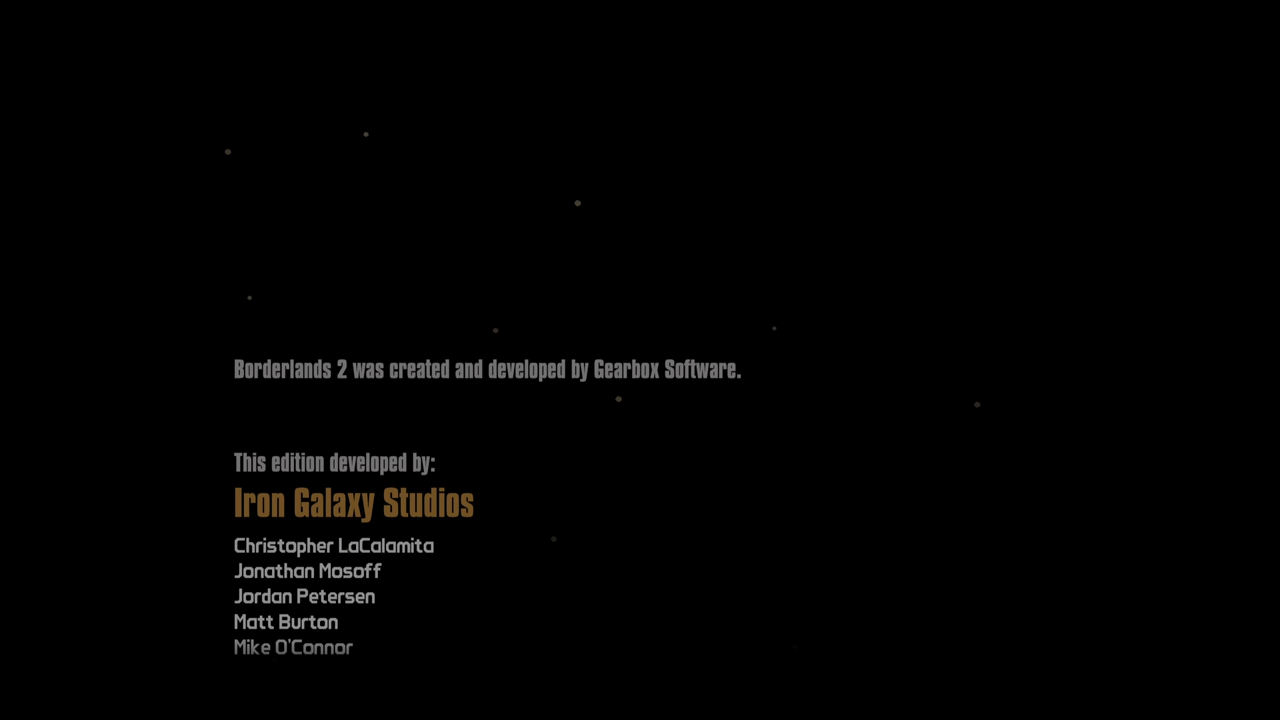 Borderlands 2 was created and developed by Gearbox Software.
This edition developed by:
Iron Galaxy Studios
Christopher LaCalamita
Jonathan Mosoff
Jordan Petersen
Matt Burton
Mike O'Connor